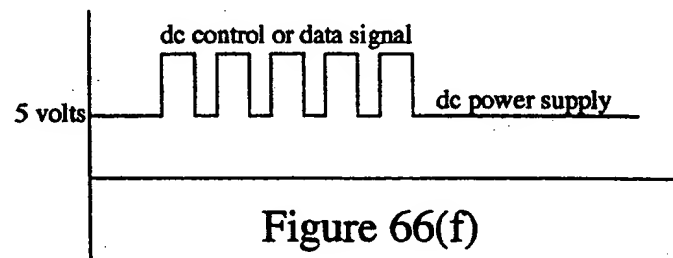 dc control or data signal
5 volts
dc power supply
Figure 66(f)